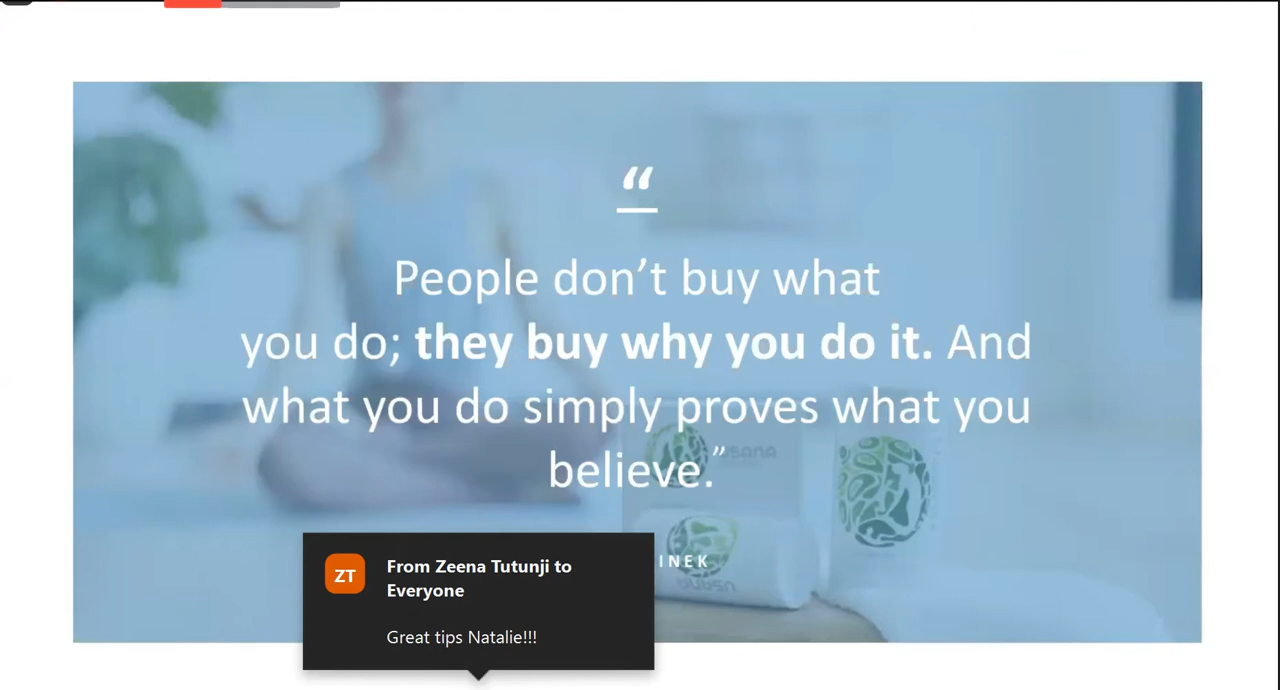 “
People don’t buy what
you do; they buy why you do it. And
what you do simply proves what you
believe.”
usana
INEK
ZT
From Zeena Tutunji to
Everyone
Great tips Natalie!!!